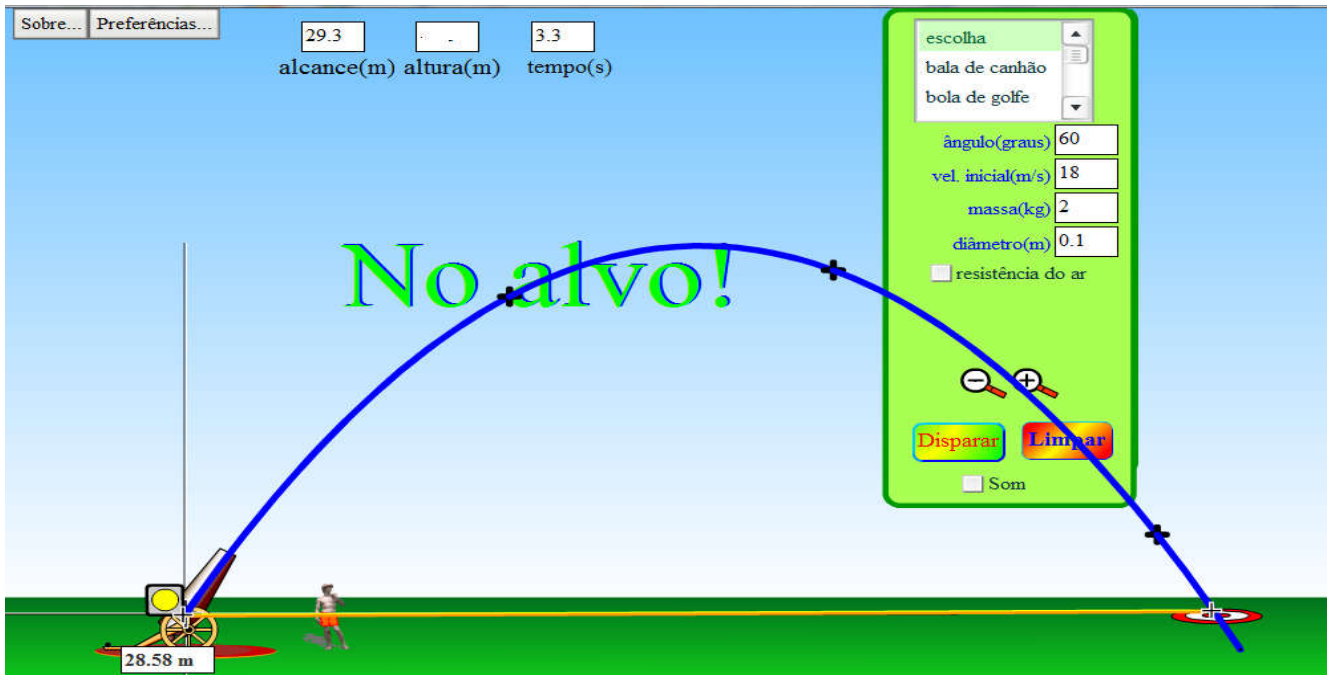 Sobre... Preferências...
29.3 3.3
alcance(m) altura(m) tempo(s)
escolha
bala de canhão
bola de golfe
ângulo(graus) 60
vel. inicial(m/s) 18
massa(kg) 2
diâmetro(m) 0.1
resistência do ar
No alvo!
Disparar Limpar
Som
28.58 m